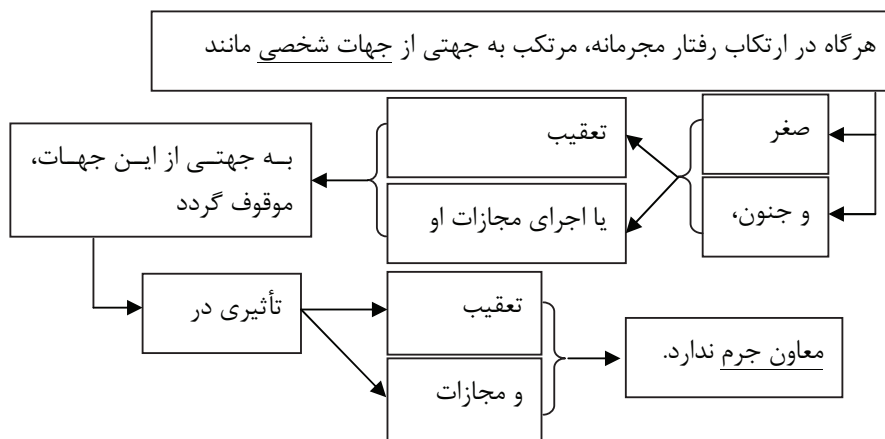 هرگاه در ارتکاب رفتار مجرمانه، مرتکب به جهتی از جهات شخصی مانند
صغر
و جنون،
تعقیب
یا اجرای مجازات او
بـه جهتـی از ایـن جهـات،
موقوف گردد
تأثیری در
تعقیب
و مجازات
معاون جرم ندارد.